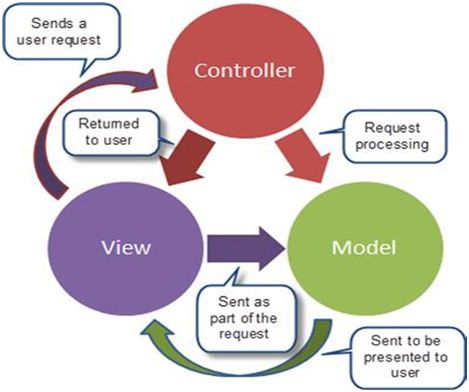 Sends a
user request
Controller
Returned
to user
Request
processing
View
Model
Sent as
part of the
request
Sent to be
presented to
user